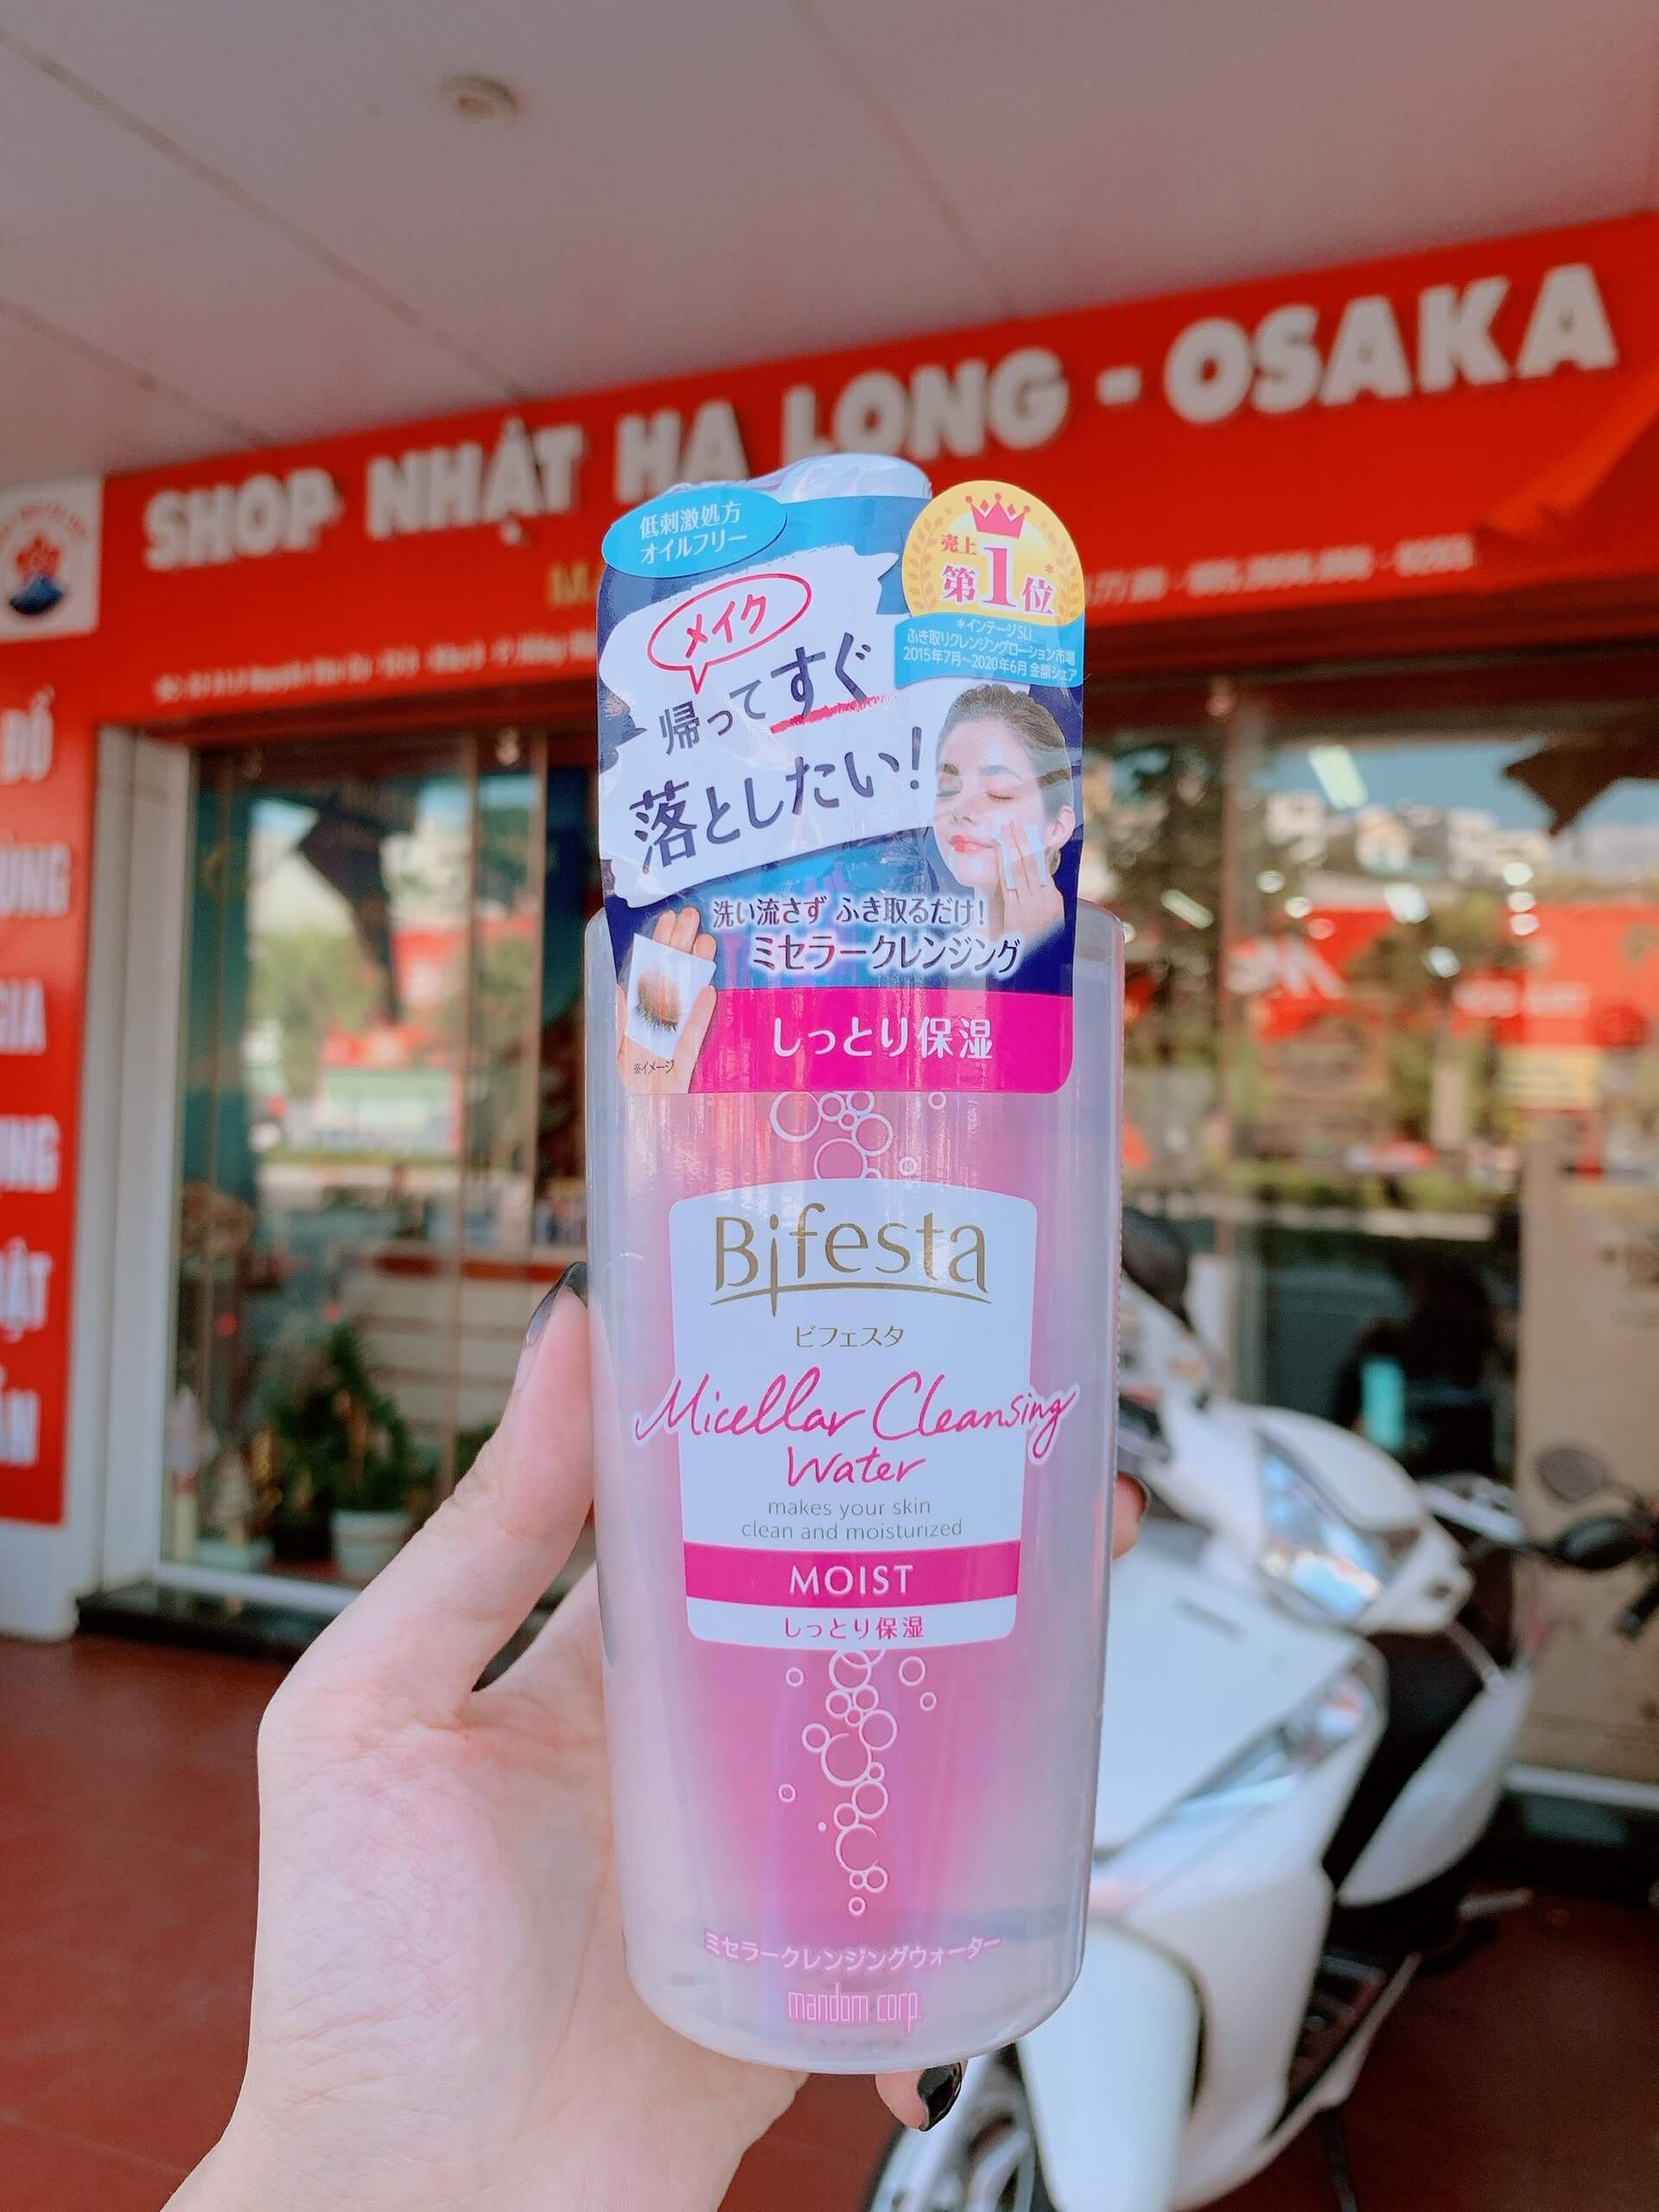 SHOP NHẬT HẠ LONG - OSAKA
低刺激処方
オイルフリー
売上
第1位*
*インテージSLI
ふき取りクレンジングローション市場
2015年7月～2020年6月 金額シェア
メイク
帰ってすぐ
落としたい!
洗い流さず ふき取るだけ!
ミセラークレンジング
※イメージ
しっとり保湿
Bifesta
ビフェスタ
Micellar Cleansing
Water
makes your skin
clean and moisturized
MOIST
しっとり保湿
ミセラークレンジングウォーター
mandom corp.
ĐỒ
GIA